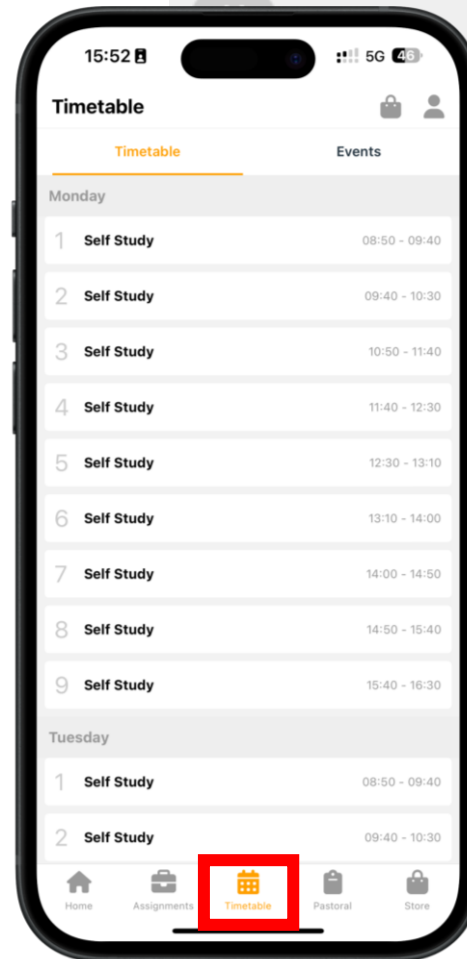 15:52 5G 46
Timetable
Timetable Events
Monday
1 Self Study 08:50 - 09:40
2 Self Study 09:40 - 10:30
3 Self Study 10:50 - 11:40
4 Self Study 11:40 - 12:30
5 Self Study 12:30 - 13:10
6 Self Study 13:10 - 14:00
7 Self Study 14:00 - 14:50
8 Self Study 14:50 - 15:40
9 Self Study 15:40 - 16:30
Tuesday
1 Self Study 08:50 - 09:40
2 Self Study 09:40 - 10:30
Home Assignments Timetable Pastoral Store